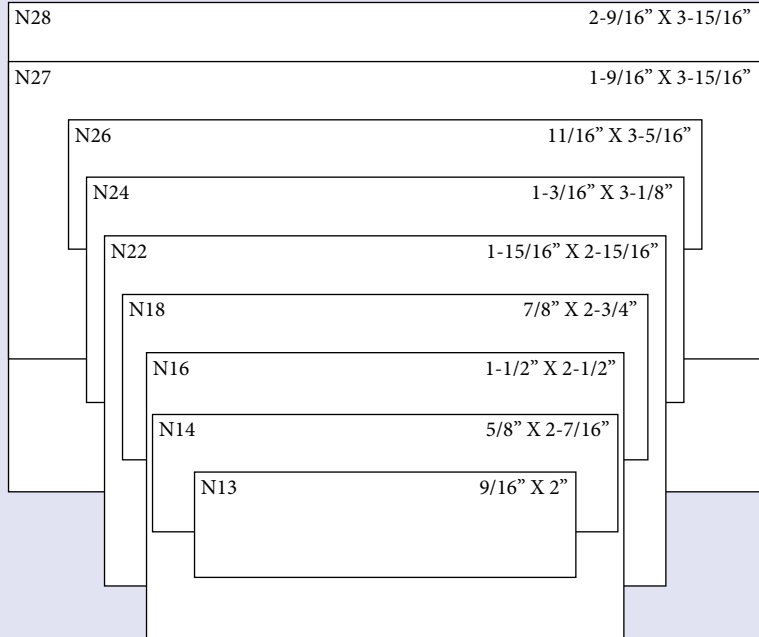 N28 2-9/16” X 3-15/16”
N27 1-9/16” X 3-15/16”
N26 11/16” X 3-5/16”
N24 1-3/16” X 3-1/8”
N22 1-15/16” X 2-15/16”
N18 7/8” X 2-3/4”
N16 1-1/2” X 2-1/2”
N14 5/8” X 2-7/16”
N13 9/16” X 2”